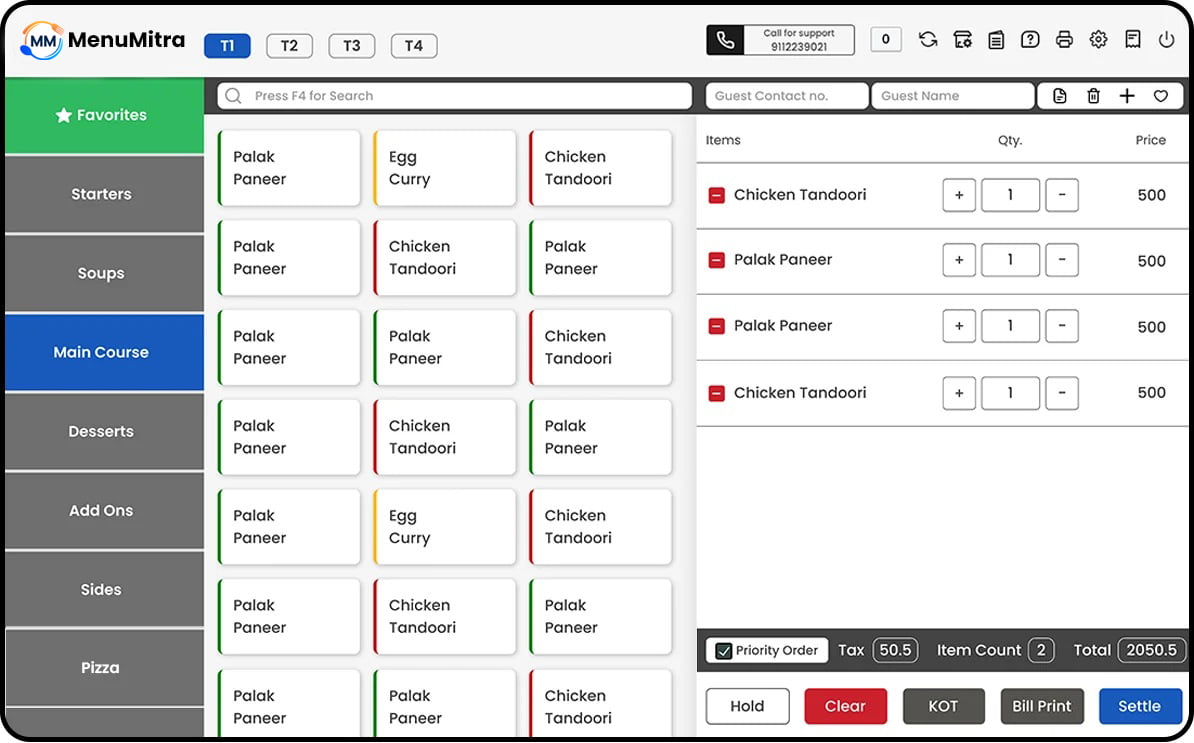 MM MenuMitra
T1 T2 T3 T4
Call for support
9112239021
0
Favorites
Starters
Soups
Main Course
Desserts
Add Ons
Sides
Pizza
Press F4 for Search
Palak
Paneer
Egg
Curry
Chicken
Tandoori
Palak
Paneer
Chicken
Tandoori
Palak
Paneer
Palak
Paneer
Palak
Paneer
Chicken
Tandoori
Palak
Paneer
Chicken
Tandoori
Palak
Paneer
Palak
Paneer
Egg
Curry
Chicken
Tandoori
Palak
Paneer
Chicken
Tandoori
Palak
Paneer
Palak
Paneer
Palak
Paneer
Chicken
Tandoori
Guest Contact no. Guest Name
Items Qty. Price
Chicken Tandoori + 1 - 500
Palak Paneer + 1 - 500
Palak Paneer + 1 - 500
Chicken Tandoori + 1 - 500
Priority Order Tax 50.5 Item Count 2 Total 2050.5
Hold Clear KOT Bill Print Settle